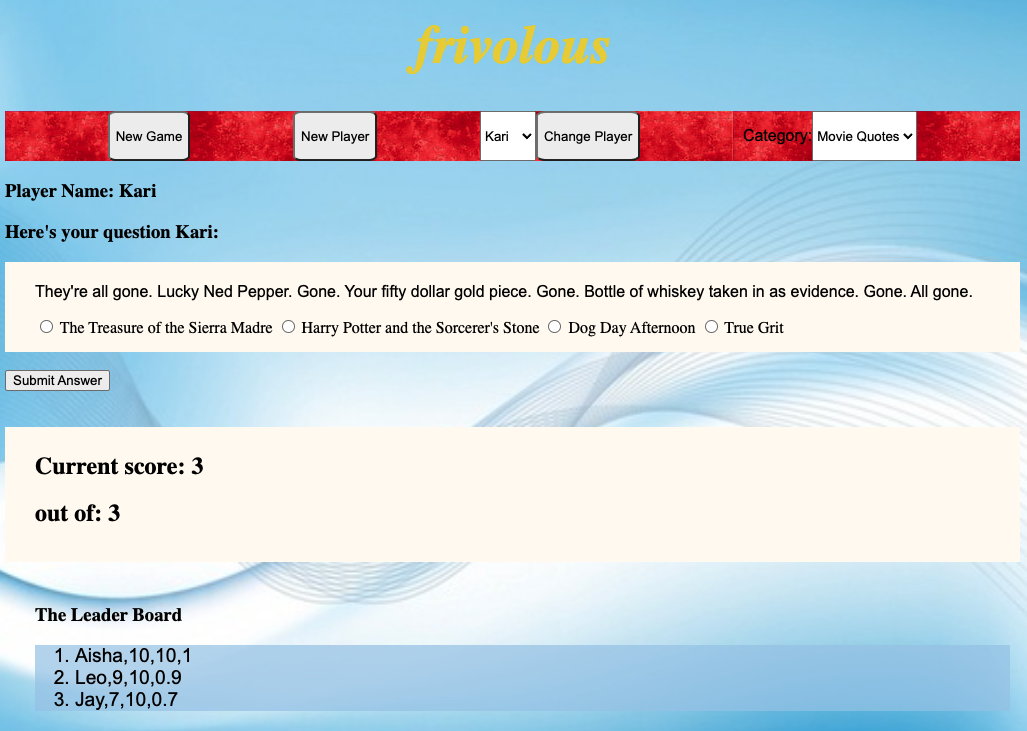 frivolous
New Game New Player Kari Change Player Category: Movie Quotes
Player Name: Kari
Here's your question Kari:
They're all gone. Lucky Ned Pepper. Gone. Your fifty dollar gold piece. Gone. Bottle of whiskey taken in as evidence. Gone. All gone.
The Treasure of the Sierra Madre Harry Potter and the Sorcerer's Stone Dog Day Afternoon True Grit
Submit Answer
Current score: 3
out of: 3
The Leader Board
1. Aisha,10,10,1
2. Leo,9,10,0.9
3. Jay,7,10,0.7